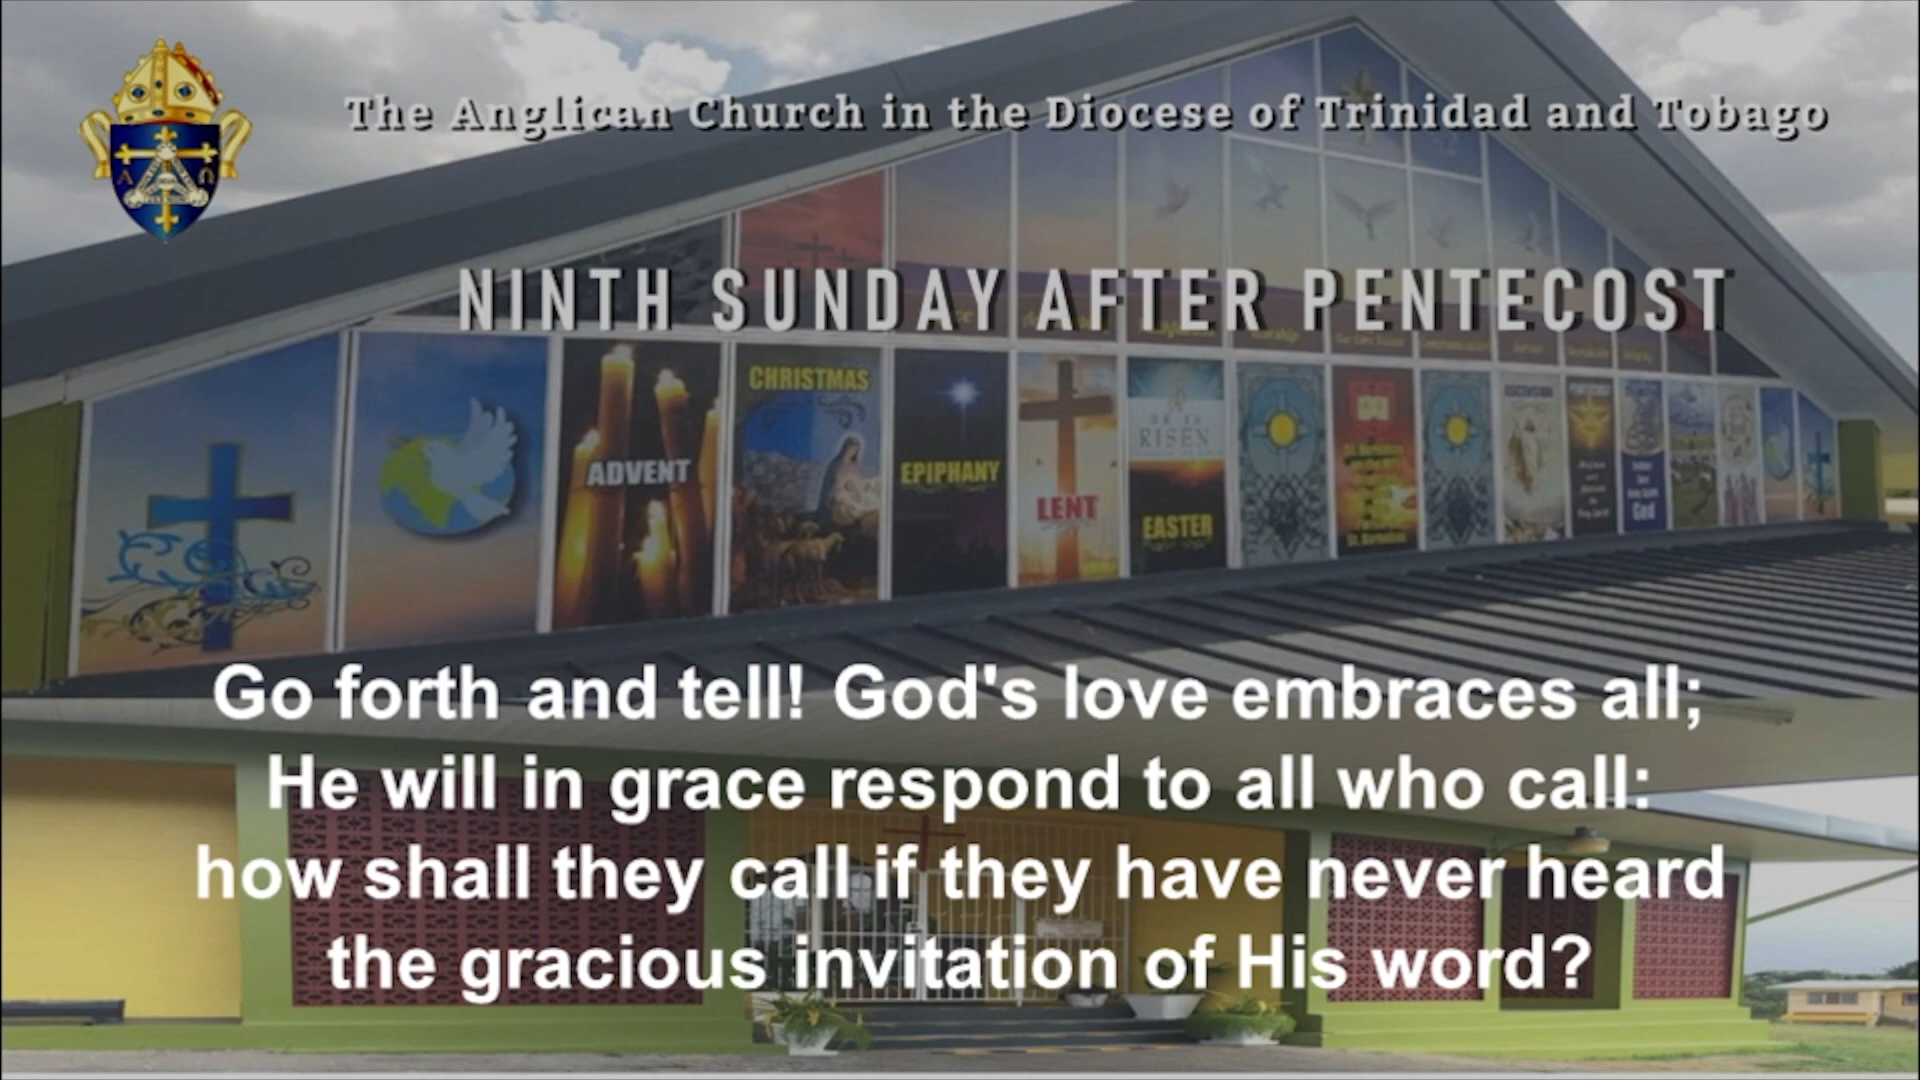 The Anglican Church in the Diocese of Trinidad and Tobago
NINTH SUNDAY AFTER PENTECOST
CHRISTMAS
ADVENT
EPIPHANY
LENT
RISEN
EASTER
God
Go forth and tell! God's love embraces all;
He will in grace respond to all who call:
how shall they call if they have never heard
the gracious invitation of His word?